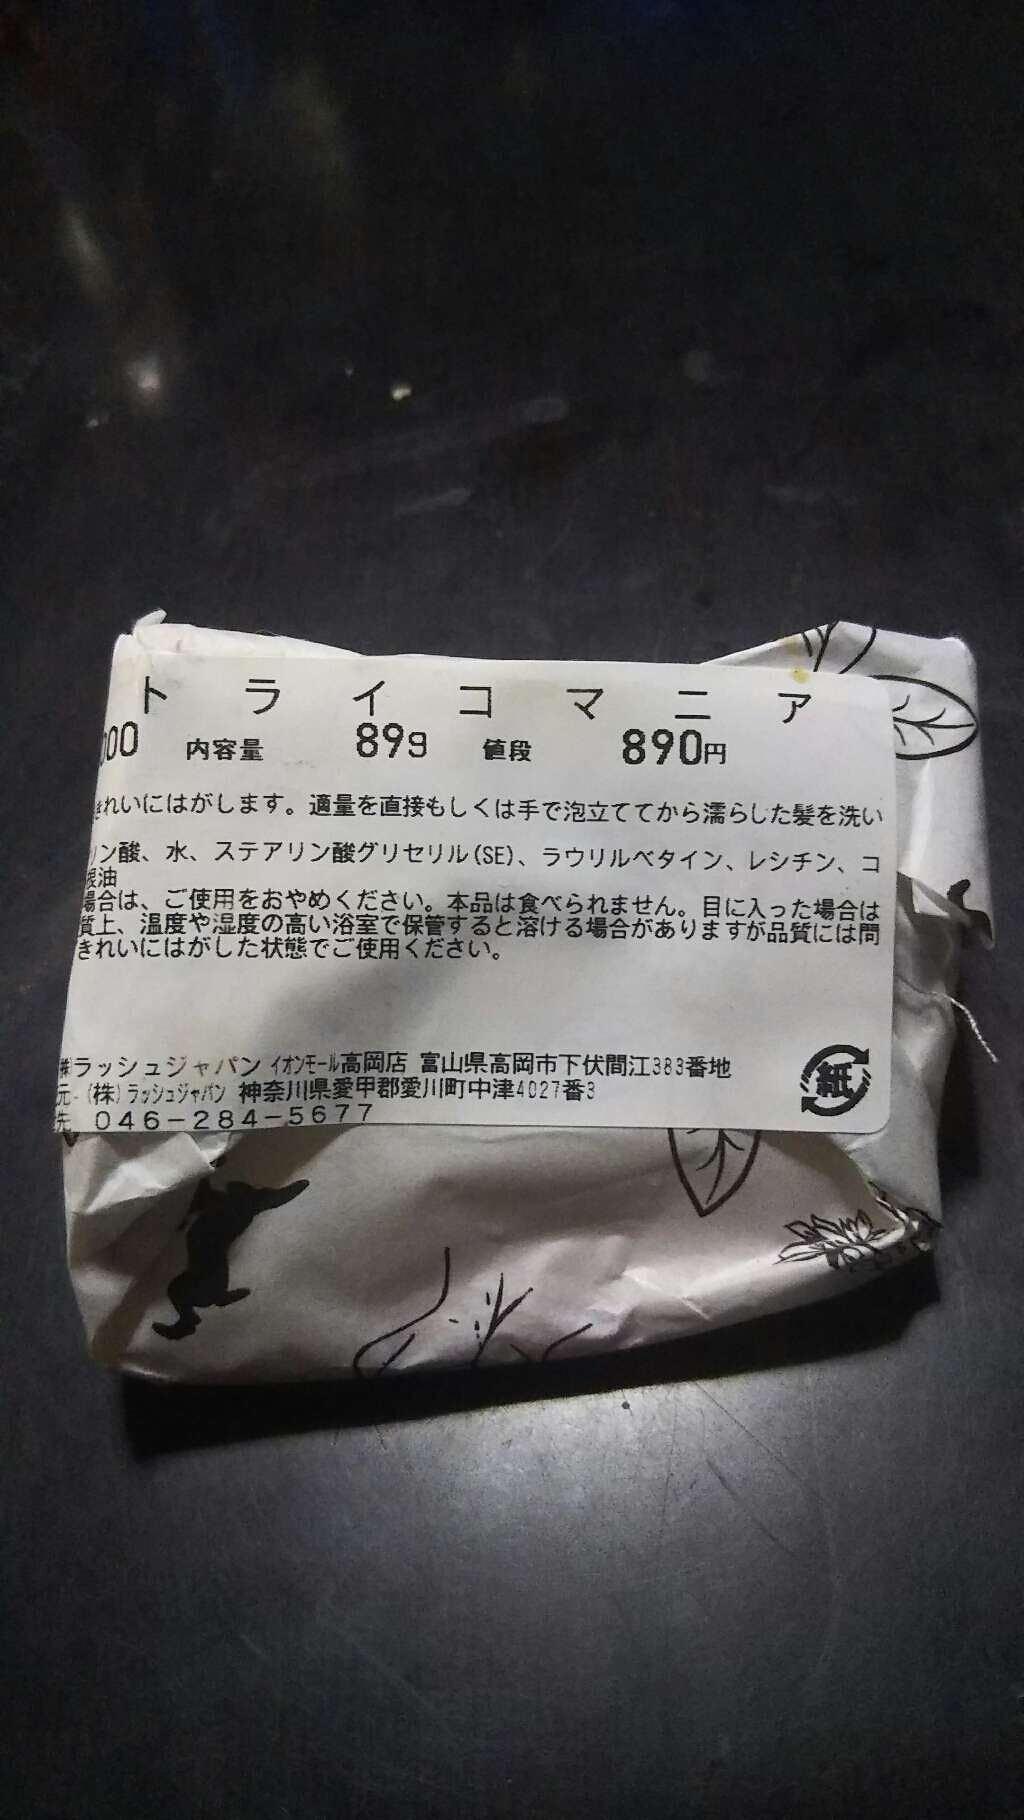 トライコマニア
00 内容量 89g 値段 890円
きれいにはがします。適量を直接もしくは手で泡立ててから濡らした髪を洗い
リン酸、水、ステアリン酸グリセリル(SE)、ラウリルベタイン、レシチン、コ
根油
場合は、ご使用をおやめください。本品は食べられません。目に入った場合は
質上、温度や湿度の高い浴室で保管すると溶ける場合がありますが品質には問
きれいにはがした状態でご使用ください。
㈱ラッシュジャパン イオンモール高岡店 富山県高岡市下伏間江383番地
元 (株)ラッシュジャパン 神奈川県愛甲郡愛川町中津4027番3
先 046-284-5677
紙